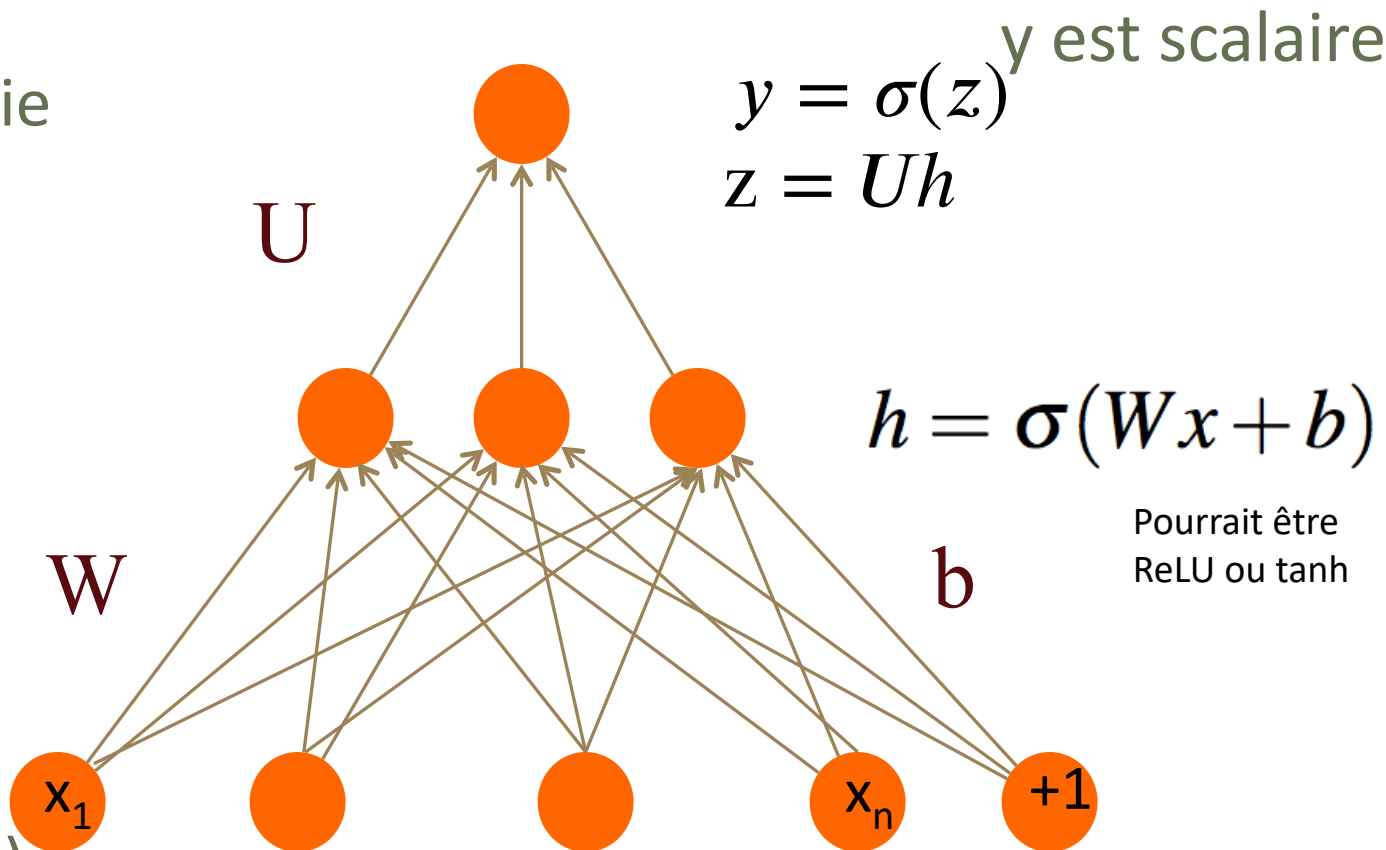 y est scalaire
ie
y = σ(z)
z = Uh
U
h = σ(Wx + b)
Pourrait être
ReLU ou tanh
W
b
x₁
xₙ
+1
)